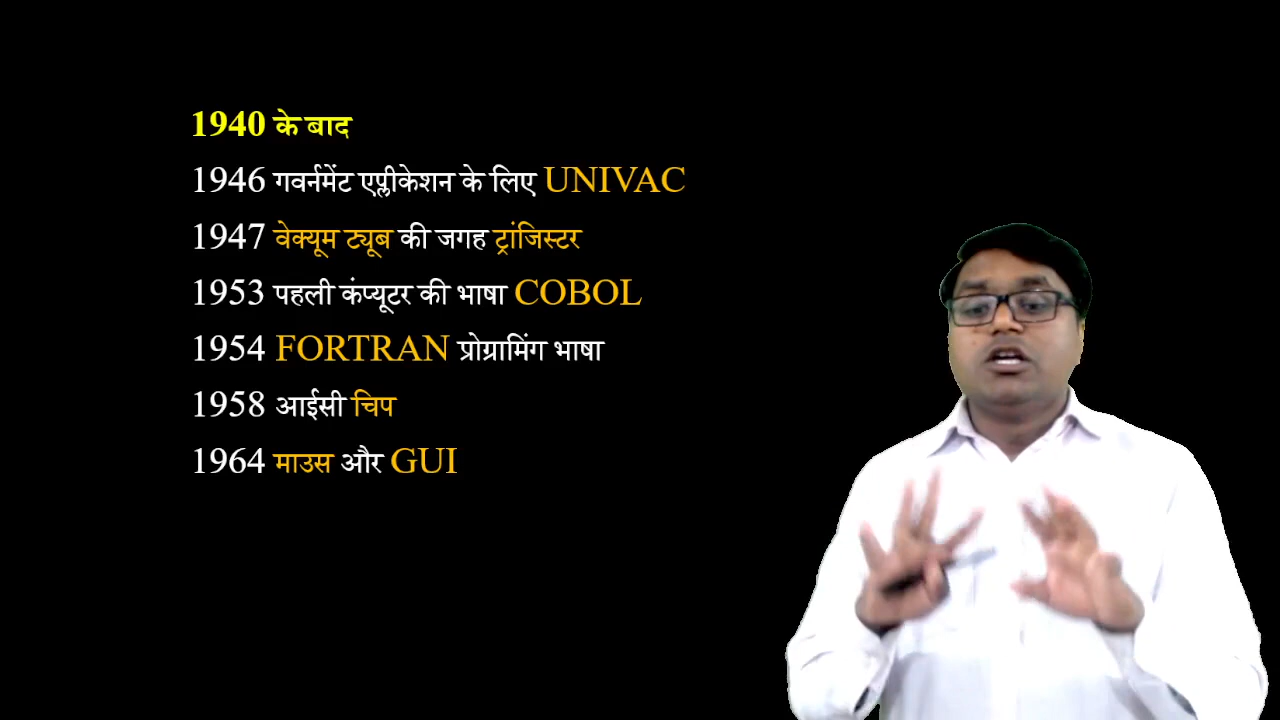 1940 के बाद
1946 गवर्नमेंट एप्लीकेशन के लिए UNIVAC
1947 वेक्यूम ट्यूब की जगह ट्रांजिस्टर
1953 पहली कंप्यूटर की भाषा COBOL
1954 FORTRAN प्रोग्रामिंग भाषा
1958 आईसी चिप
1964 माउस और GUI